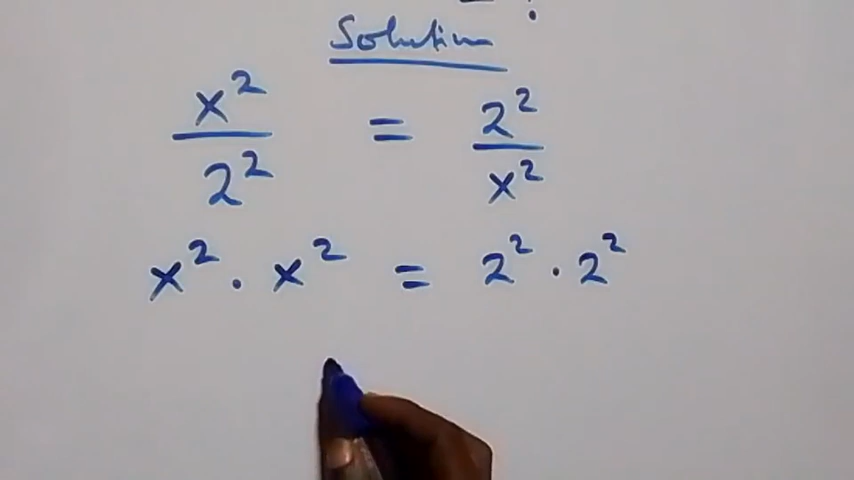 Solution
x² / 2² = 2² / x²
x² · x² = 2² · 2²